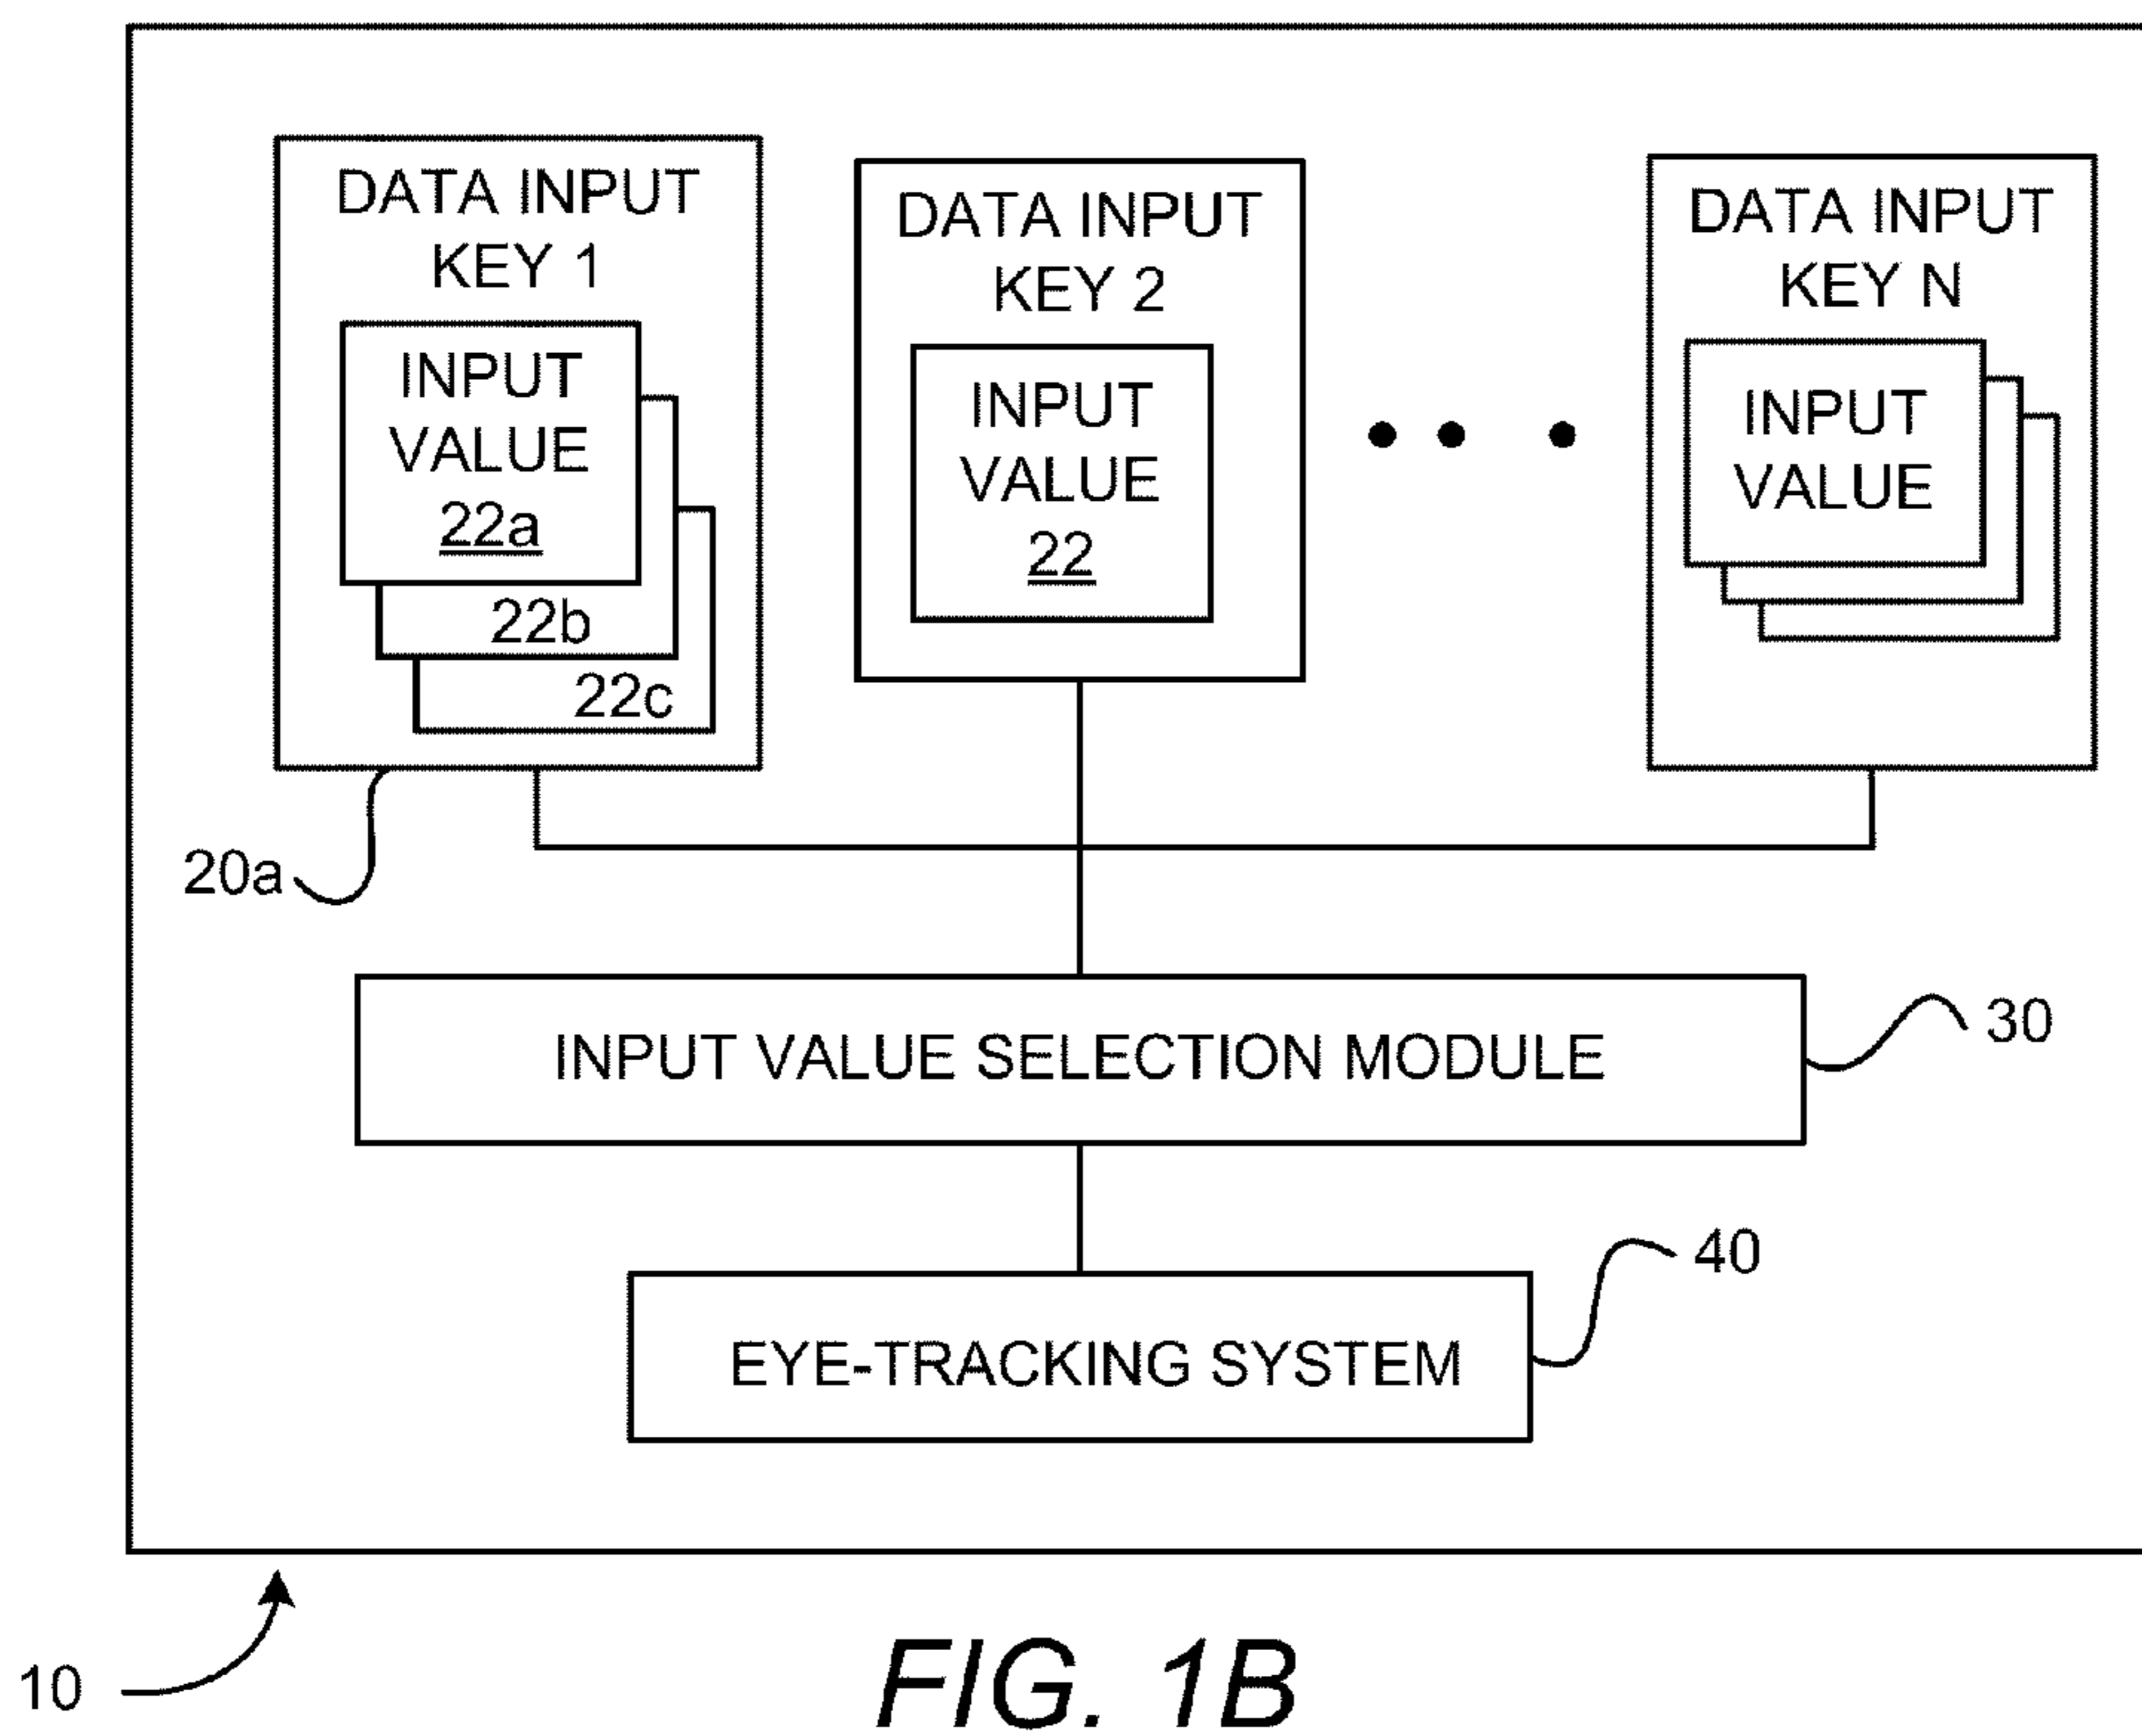 DATA INPUT
KEY 1
INPUT
VALUE
22a
22b
22c
DATA INPUT
KEY 2
INPUT
VALUE
22
DATA INPUT
KEY N
INPUT
VALUE
20a
INPUT VALUE SELECTION MODULE
30
EYE-TRACKING SYSTEM
40
10
FIG. 1B